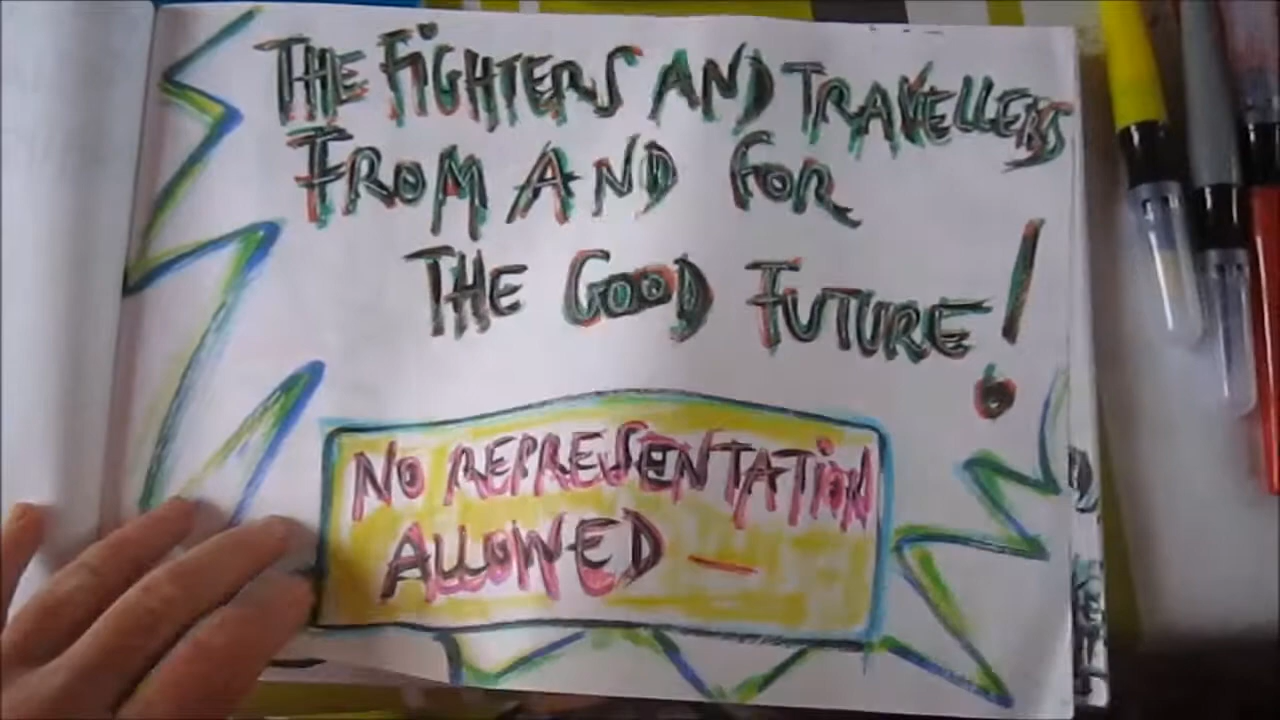 THE FiGHTERS AND TRAVELLERS
FROM AND FOR
THE GOOD FUTURE!
NO REPRESENTATiON
ALLOWED —